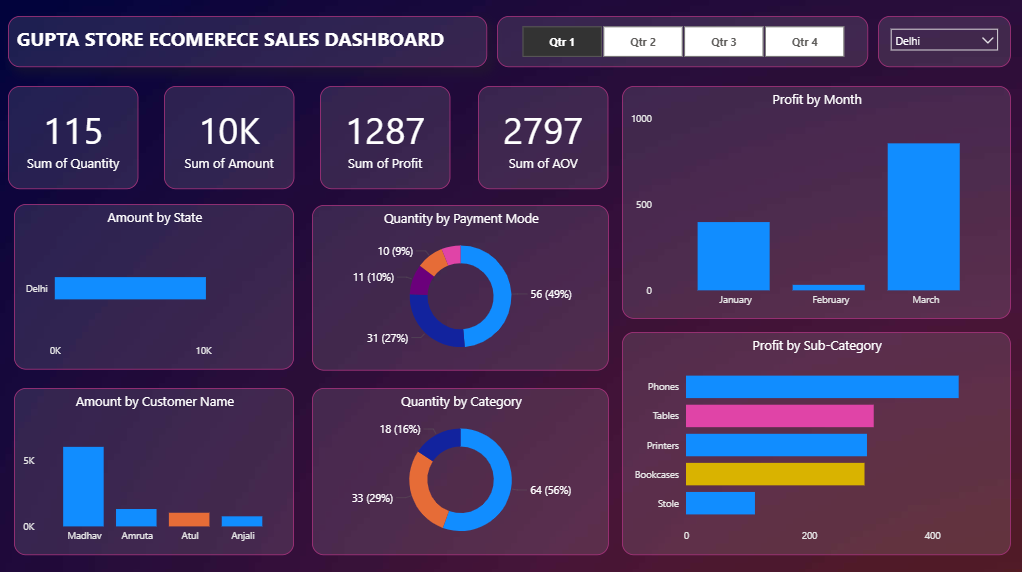 GUPTA STORE ECOMERECE SALES DASHBOARD
Qtr 1
Qtr 2
Qtr 3
Qtr 4
Delhi
115
Sum of Quantity
10K
Sum of Amount
1287
Sum of Profit
2797
Sum of AOV
Profit by Month
1000
500
0
January
February
March
Amount by State
Delhi
0K
10K
Quantity by Payment Mode
10 (9%)
11 (10%)
31 (27%)
56 (49%)
Profit by Sub-Category
Phones
Tables
Printers
Bookcases
Stole
0
200
400
Amount by Customer Name
5K
0K
Madhav
Amruta
Atul
Anjali
Quantity by Category
18 (16%)
33 (29%)
64 (56%)